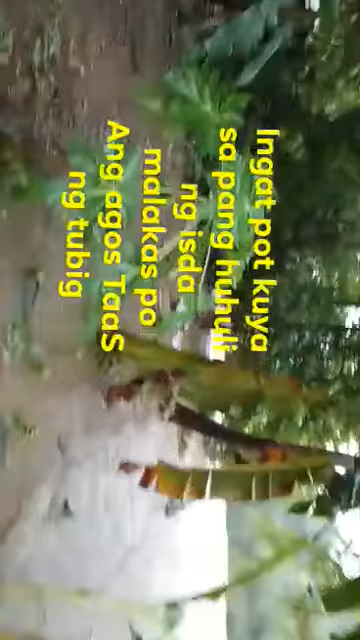 Ingat pot kuya
sa pang huhuli
ng isda
malakas po
Ang agos TaaS
ng tubig